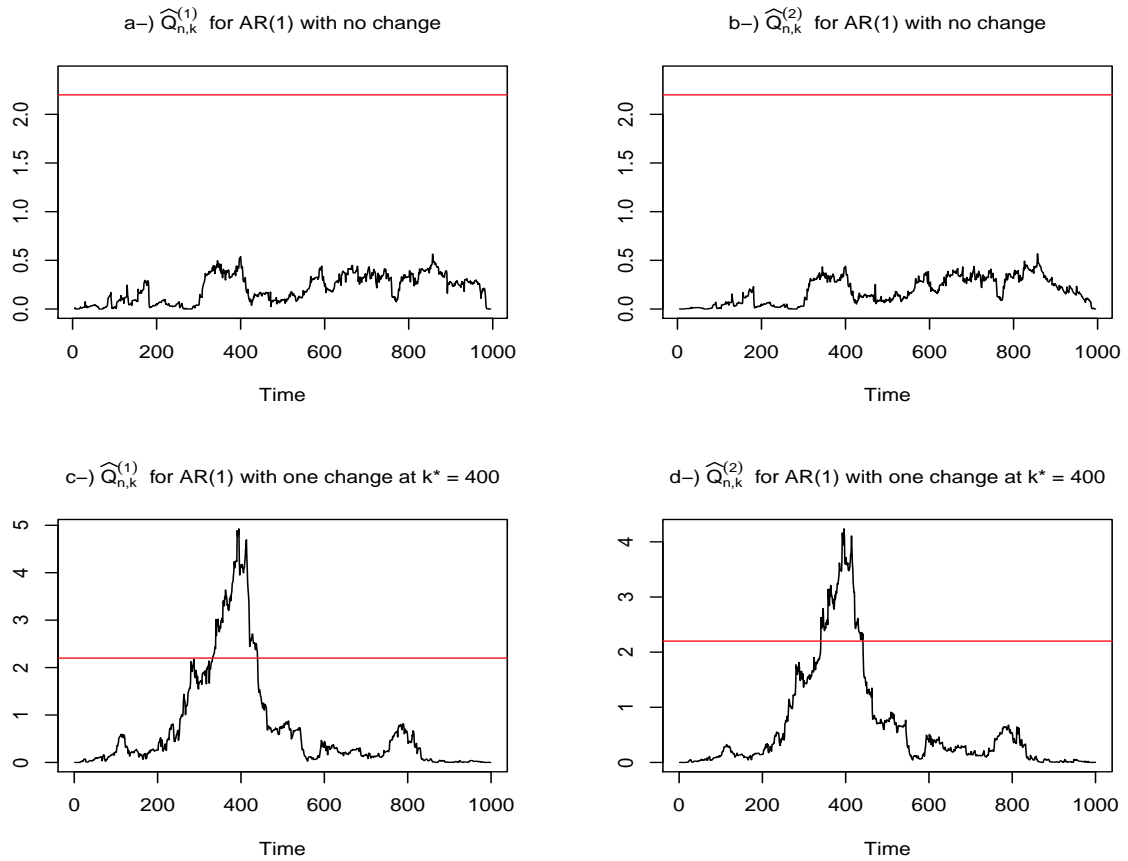 a–) Q̂_{n,k}^{(1)} for AR(1) with no change
0.0 0.5 1.0 1.5 2.0
0 200 400 600 800 1000
Time
b–) Q̂_{n,k}^{(2)} for AR(1) with no change
0.0 0.5 1.0 1.5 2.0
0 200 400 600 800 1000
Time
c–) Q̂_{n,k}^{(1)} for AR(1) with one change at k* = 400
0 1 2 3 4 5
0 200 400 600 800 1000
Time
d–) Q̂_{n,k}^{(2)} for AR(1) with one change at k* = 400
0 1 2 3 4
0 200 400 600 800 1000
Time